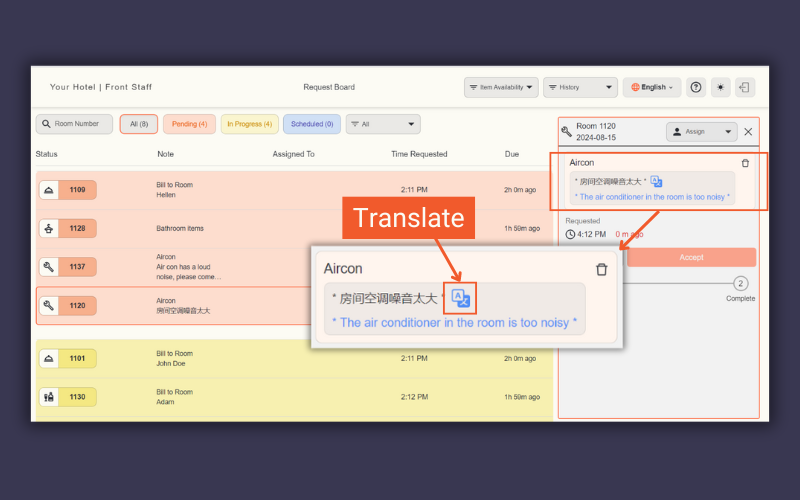 Your Hotel | Front Staff
Request Board
Item Availability
History
English
Room Number
All (8)
Pending (4)
In Progress (4)
Scheduled (0)
All
Status
Note
Assigned To
Time Requested
Due
1109
Bill to Room
Hellen
2:11 PM
2h 0m ago
1128
Bathroom items
1h 59m ago
1137
Aircon
Air con has a loud
noise, please come…
1120
Aircon
房间空调噪音太大
1101
Bill to Room
John Doe
2:11 PM
2h 0m ago
1130
Bill to Room
Adam
2:12 PM
1h 59m ago
Room 1120
2024-08-15
Assign
Aircon
* 房间空调噪音太大 *
* The air conditioner in the room is too noisy *
Requested
4:12 PM
0 m ago
Accept
2
Complete
Translate
Aircon
* 房间空调噪音太大 *
* The air conditioner in the room is too noisy *